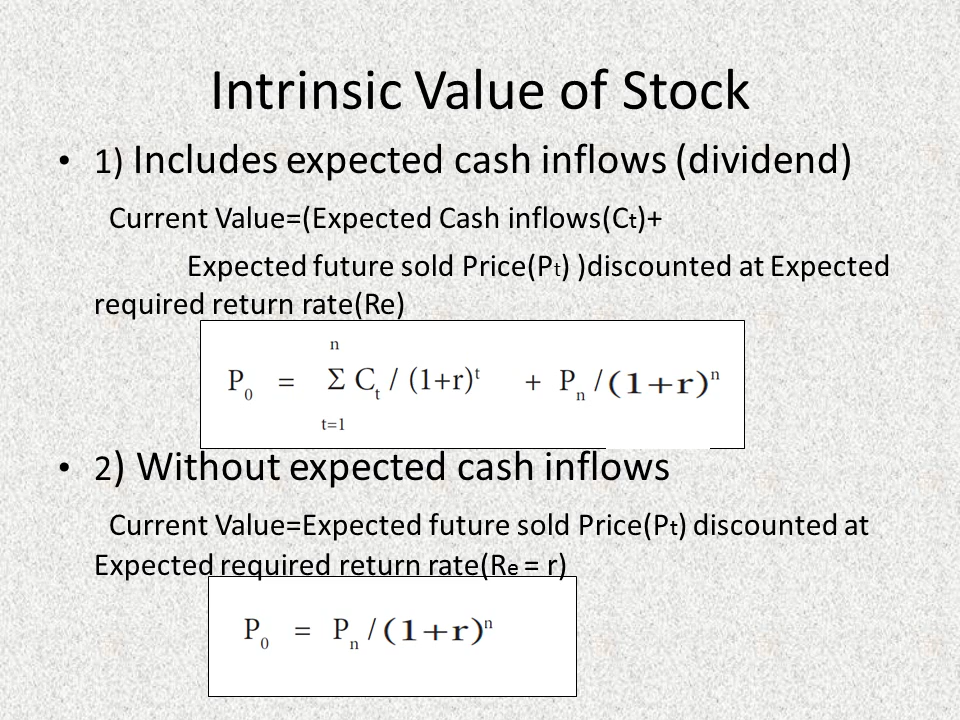 Intrinsic Value of Stock
• 1) Includes expected cash inflows (dividend)
Current Value=(Expected Cash inflows(Ct)+
Expected future sold Price(Pt) )discounted at Expected
required return rate(Re)
n
P0 = Σ Ct / (1+r)t + Pn / (1+r)n
t=1
• 2) Without expected cash inflows
Current Value=Expected future sold Price(Pt) discounted at
Expected required return rate(Re = r)
P0 = Pn / (1+r)n